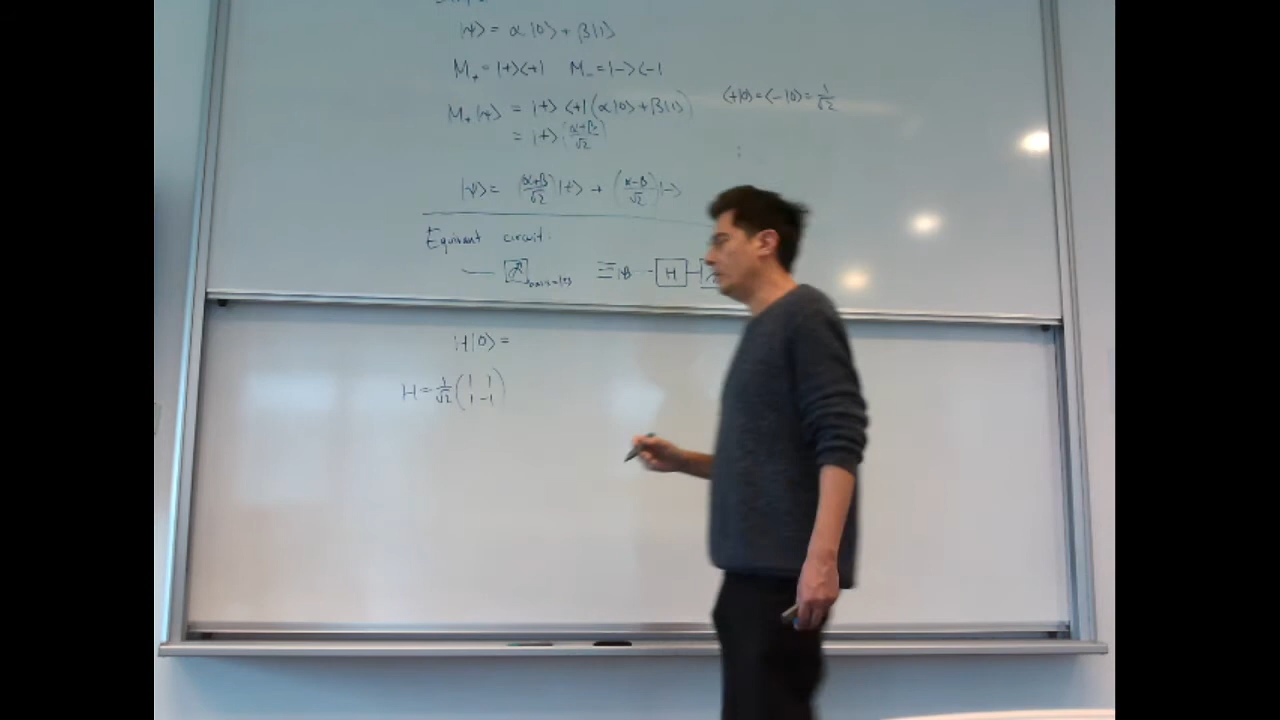 |ψ⟩ = α|0⟩ + β|1⟩
M₊ = |+⟩⟨+| M₋ = |−⟩⟨−|
M₊|ψ⟩ = |+⟩⟨+|(α|0⟩ + β|1⟩) ⟨+|0⟩ = ⟨−|0⟩ = 1/√2
= |+⟩ (α+β/√2) ⋮
|ψ⟩ = (α+β/√2)|+⟩ + (α−β/√2)|−⟩
circuit:
≡ H
H|0⟩ =
H = 1/√2 (1 1
1 −1)